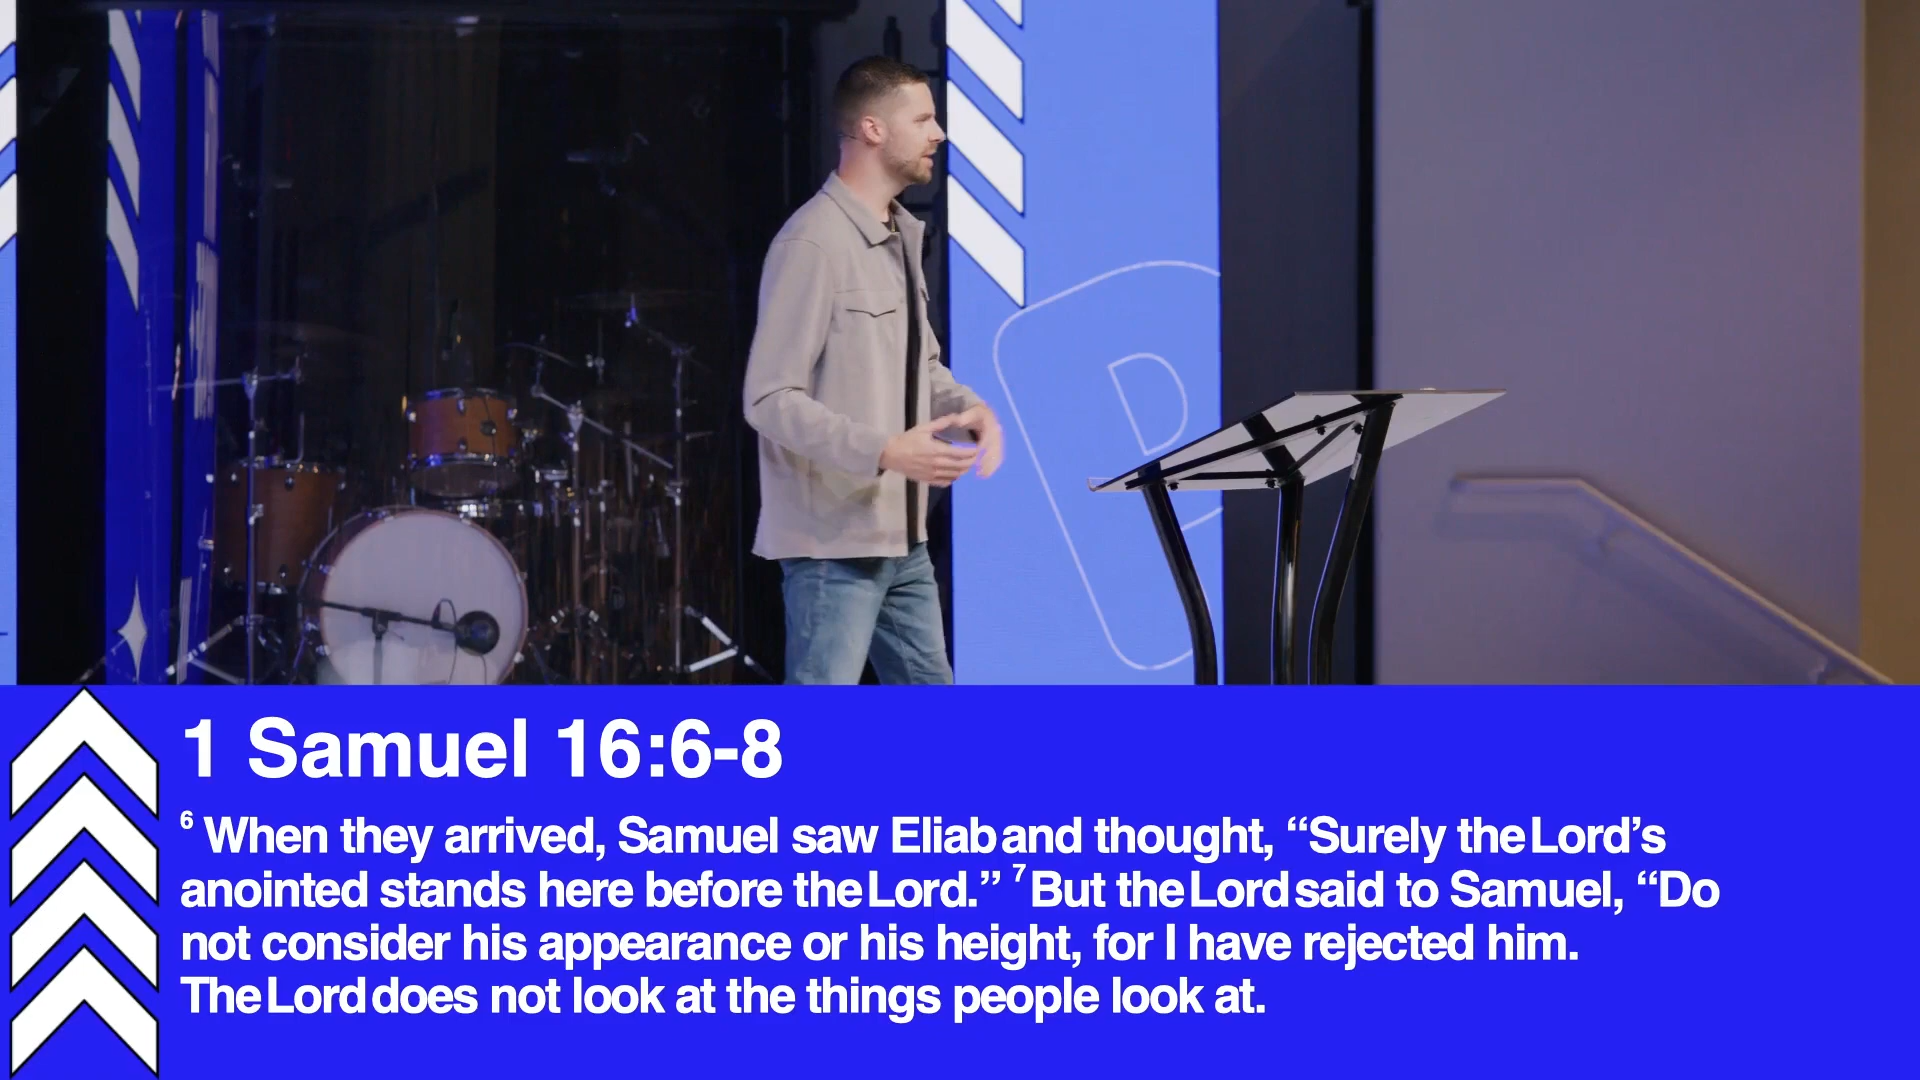 1 Samuel 16:6-8
⁶ When they arrived, Samuel saw Eliab and thought, “Surely the Lord’s
anointed stands here before the Lord.” ⁷ But the Lord said to Samuel, “Do
not consider his appearance or his height, for I have rejected him.
The Lord does not look at the things people look at.